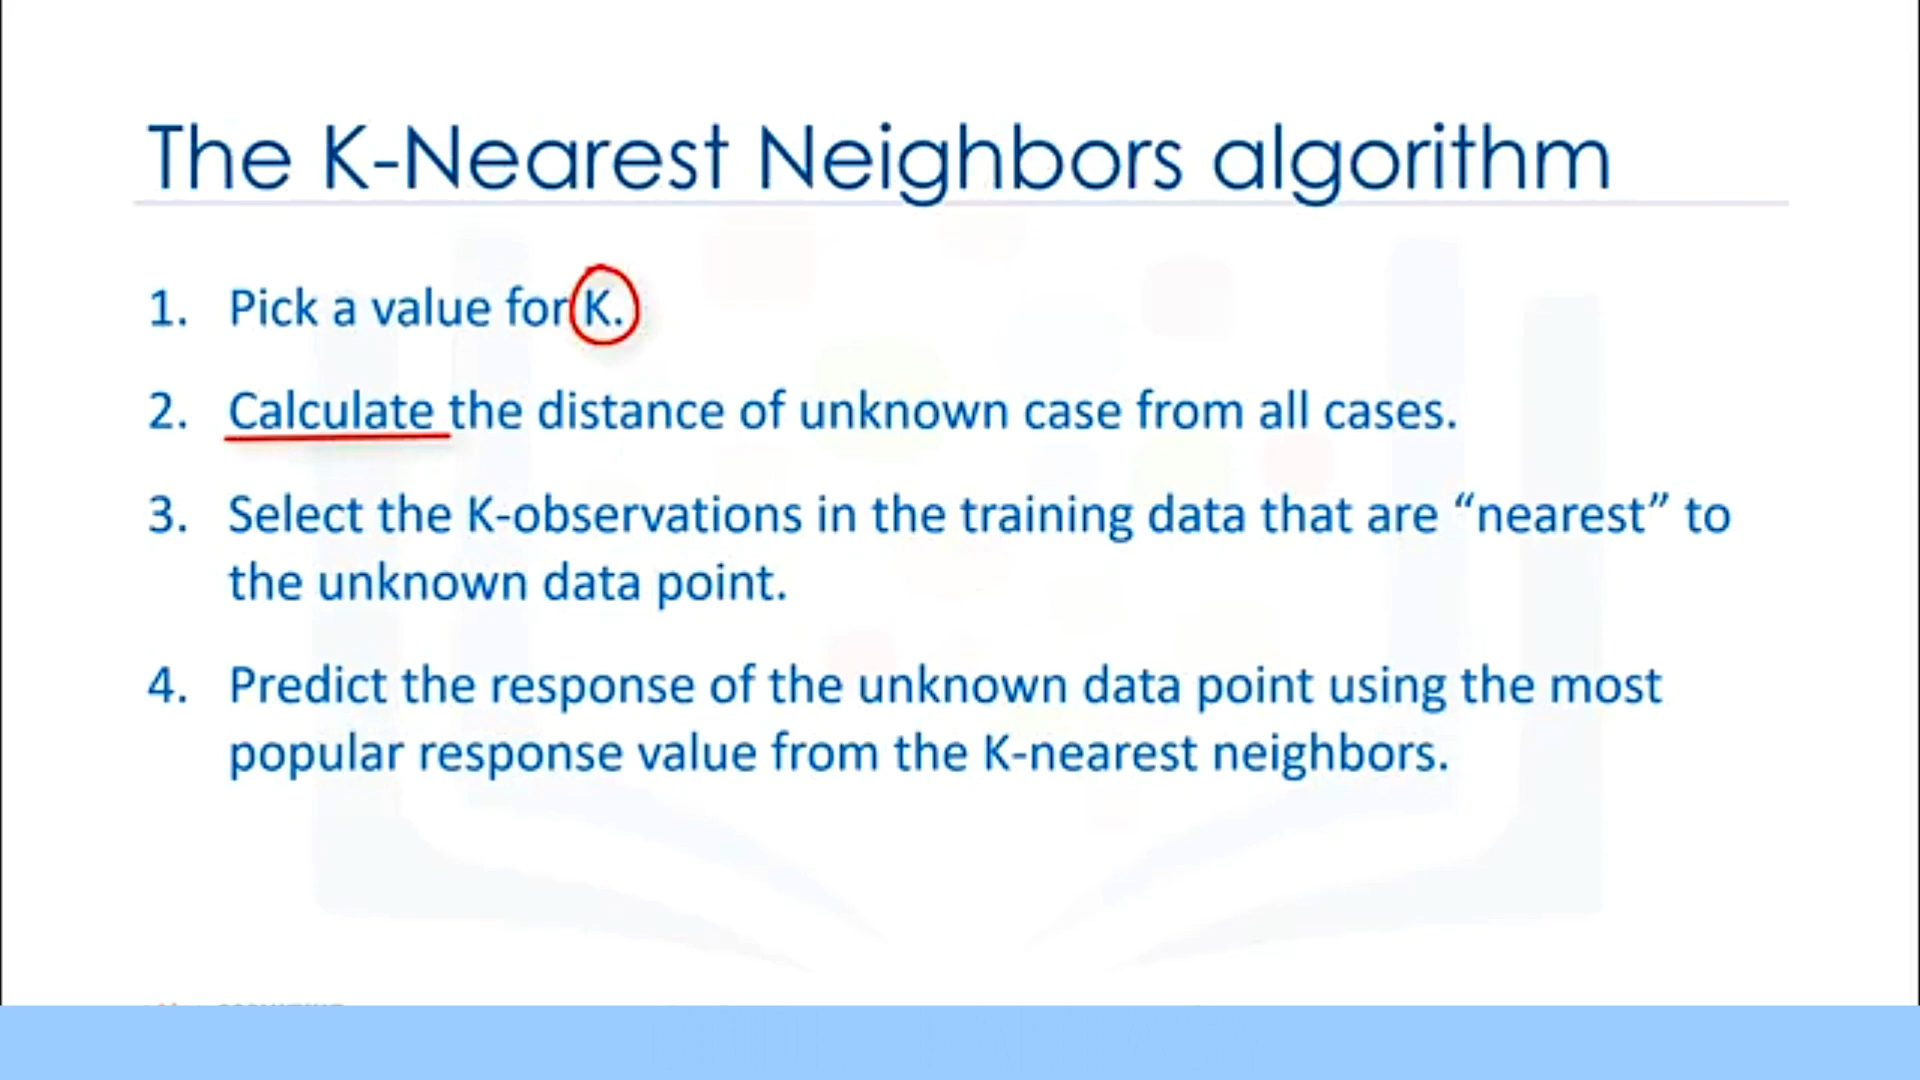 The K-Nearest Neighbors algorithm
1. Pick a value for K.
2. Calculate the distance of unknown case from all cases.
3. Select the K-observations in the training data that are “nearest” to
the unknown data point.
4. Predict the response of the unknown data point using the most
popular response value from the K-nearest neighbors.